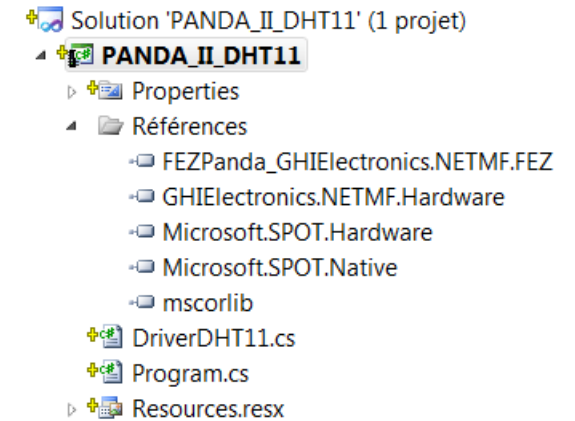 Solution 'PANDA_II_DHT11' (1 projet)
PANDA_II_DHT11
Properties
Références
FEZPanda_GHIElectronics.NETMF.FEZ
GHIElectronics.NETMF.Hardware
Microsoft.SPOT.Hardware
Microsoft.SPOT.Native
mscorlib
DriverDHT11.cs
Program.cs
Resources.resx